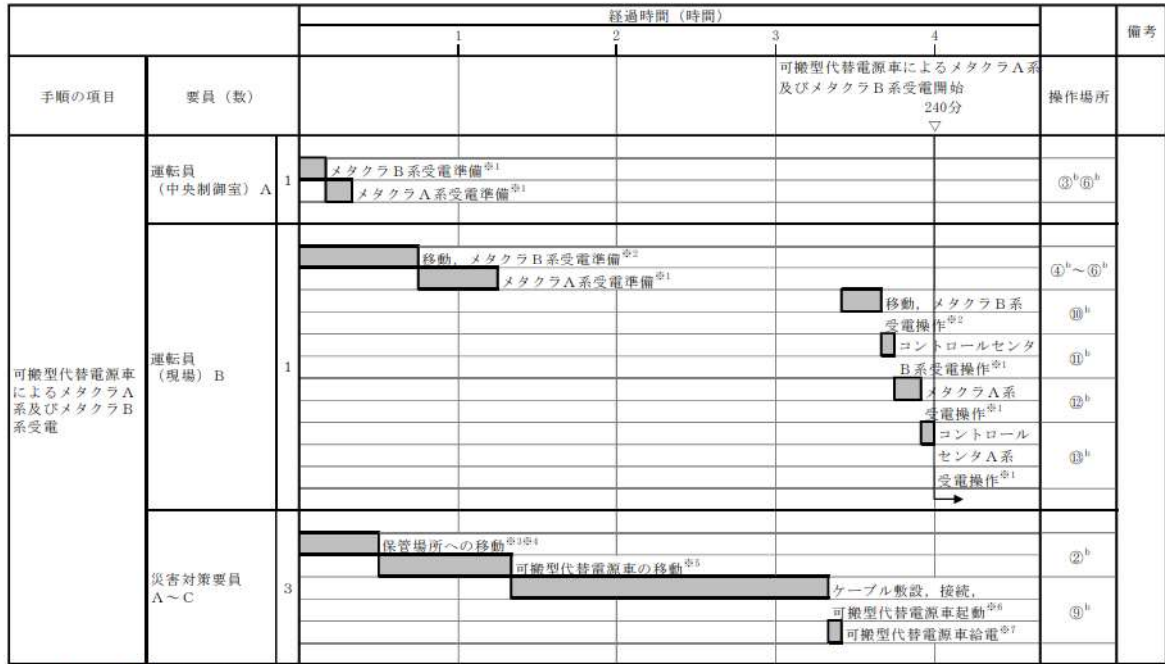 経過時間（時間）
備考
1
2
3
4
手順の項目
要員（数）
可搬型代替電源車によるメタクラＡ系
及びメタクラＢ系受電開始
240分
▽
操作場所
可搬型代替電源車
によるメタクラＡ
系及びメタクラＢ
系受電
運転員
（中央制御室）Ａ
1
メタクラＢ系受電準備※1
メタクラＡ系受電準備※1
③ｂ⑥ｂ
運転員
（現場）Ｂ
1
移動，メタクラＢ系受電準備※2
メタクラＡ系受電準備※1
④ｂ～⑥ｂ
移動，メタクラＢ系
受電操作※2
⑩ｂ
コントロールセンタ
Ｂ系受電操作※1
⑪ｂ
メタクラＡ系
受電操作※1
⑫ｂ
コントロール
センタＡ系
受電操作※1
⑬ｂ
災害対策要員
Ａ～Ｃ
3
保管場所への移動※3※4
②ｂ
可搬型代替電源車の移動※5
ケーブル敷設，接続，
可搬型代替電源車起動※6
可搬型代替電源車給電※7
⑨ｂ